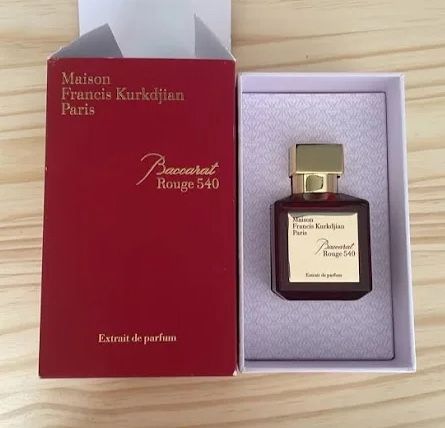 Maison
Francis Kurkdjian
Paris
Baccarat
Rouge 540
Extrait de parfum
Maison
Francis Kurkdjian
Paris
Baccarat
Rouge 540
Extrait de parfum